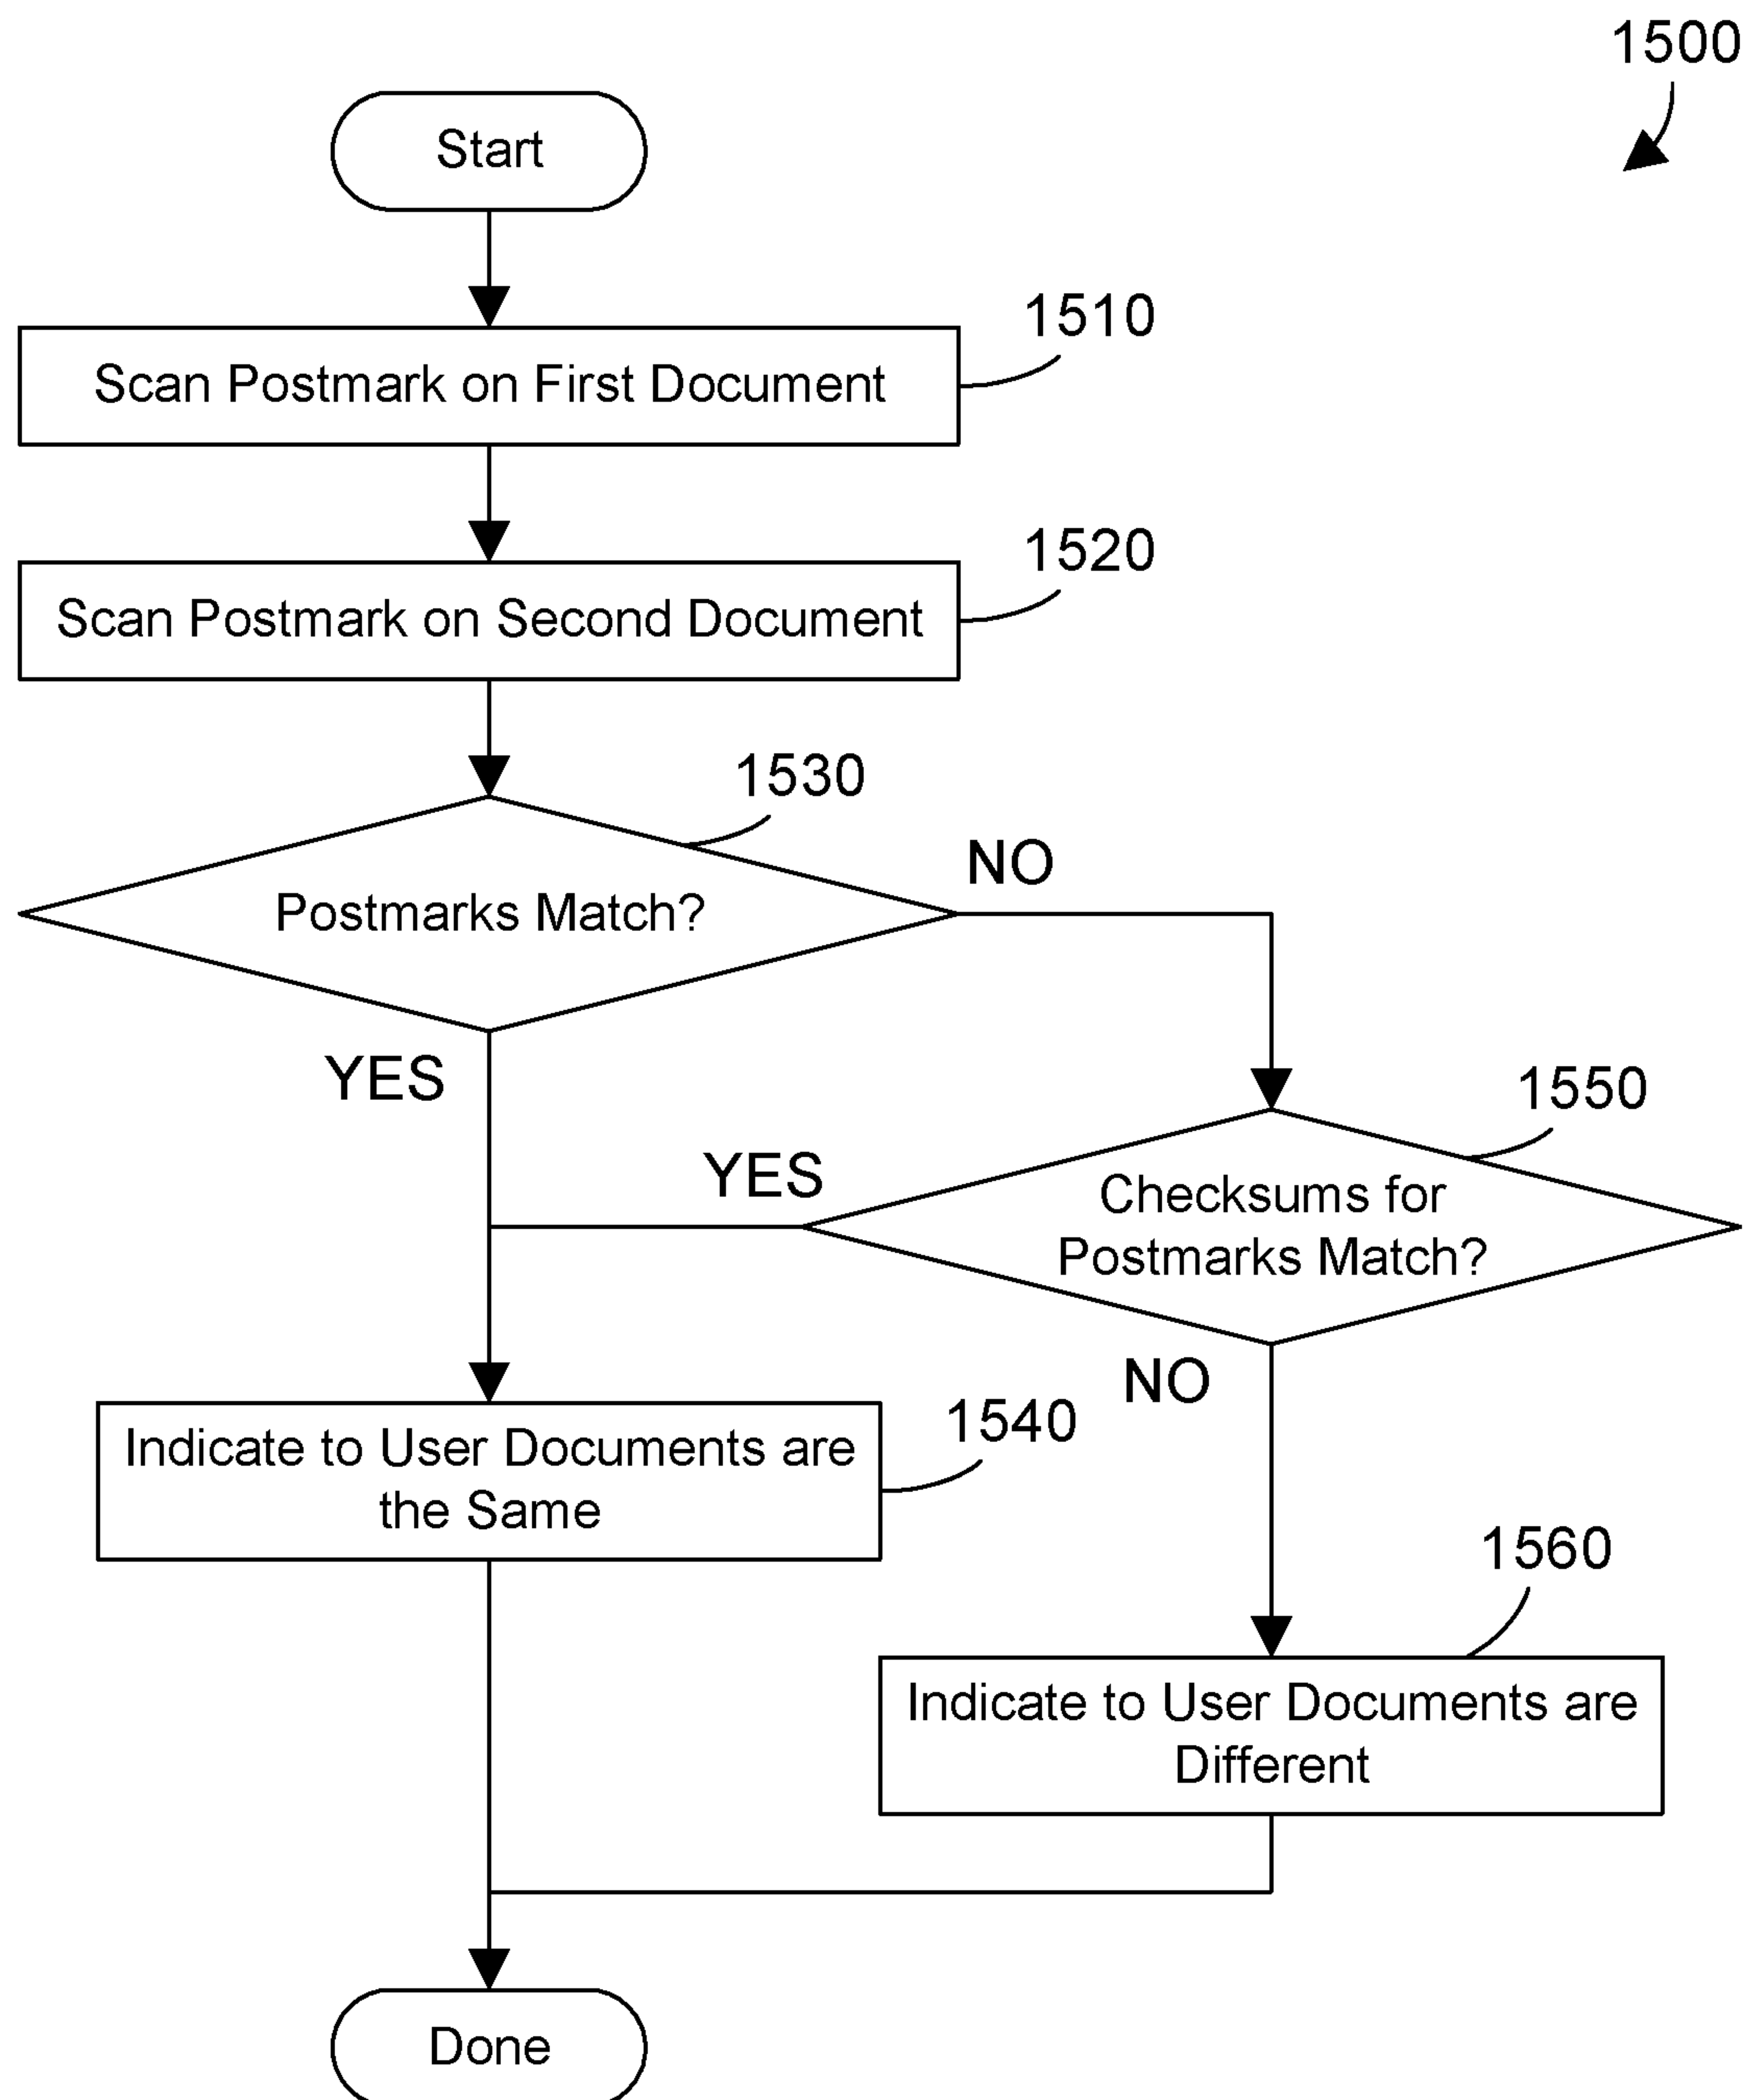 1500
Start
1510
Scan Postmark on First Document
1520
Scan Postmark on Second Document
1530
NO
Postmarks Match?
YES
1550
YES
Checksums for
Postmarks Match?
NO
1540
Indicate to User Documents are
the Same
1560
Indicate to User Documents are
Different
Done